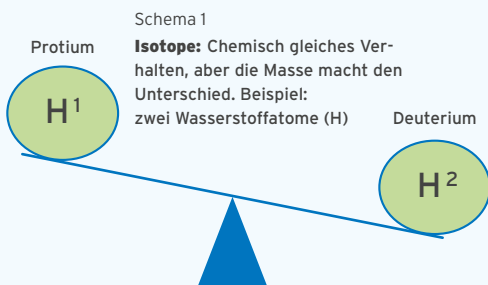 Schema 1
Protium
Isotope: Chemisch gleiches Ver-
halten, aber die Masse macht den
Unterschied. Beispiel:
zwei Wasserstoffatome (H)
Deuterium
H¹
H²